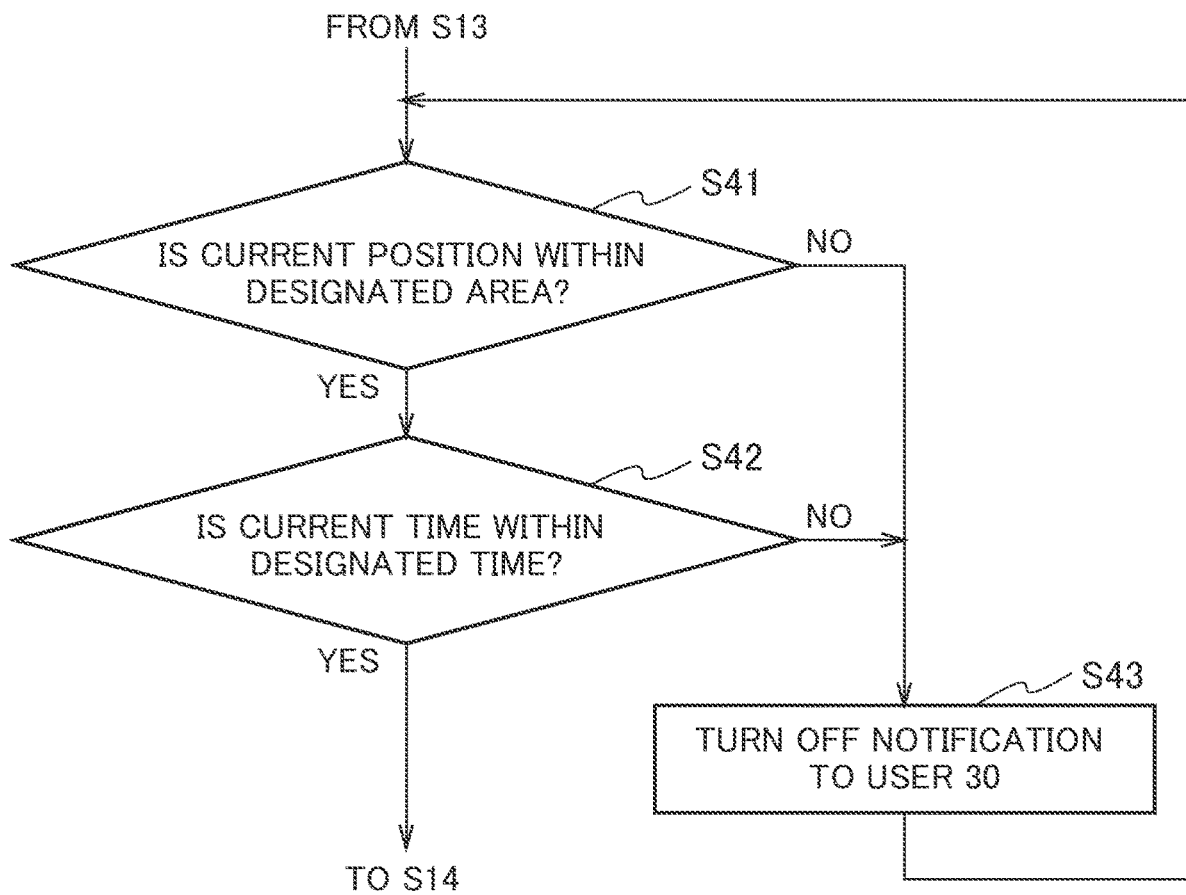 FROM S13
S41
IS CURRENT POSITION WITHIN
DESIGNATED AREA?
NO
YES
S42
IS CURRENT TIME WITHIN
DESIGNATED TIME?
NO
YES
S43
TURN OFF NOTIFICATION
TO USER 30
TO S14